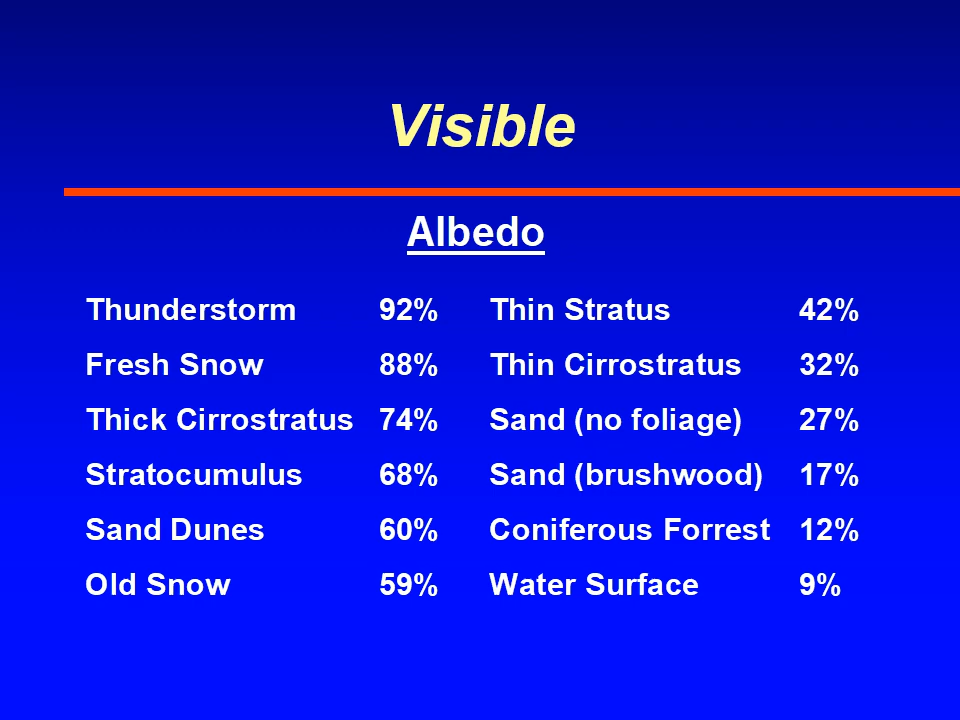 Visible
Albedo
Thunderstorm 92% Thin Stratus 42%
Fresh Snow 88% Thin Cirrostratus 32%
Thick Cirrostratus 74% Sand (no foliage) 27%
Stratocumulus 68% Sand (brushwood) 17%
Sand Dunes 60% Coniferous Forrest 12%
Old Snow 59% Water Surface 9%